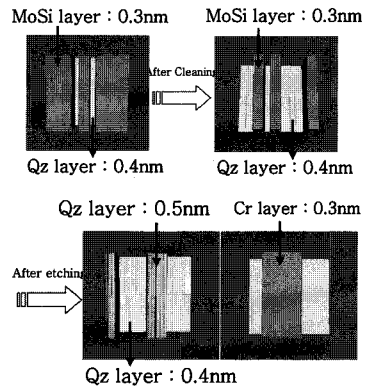 MoSi layer : 0.3nm MoSi layer : 0.3nm
After Cleaning
Qz layer : 0.4nm Qz layer : 0.4nm
Qz layer : 0.5nm Cr layer : 0.3nm
After etching
Qz layer : 0.4nm